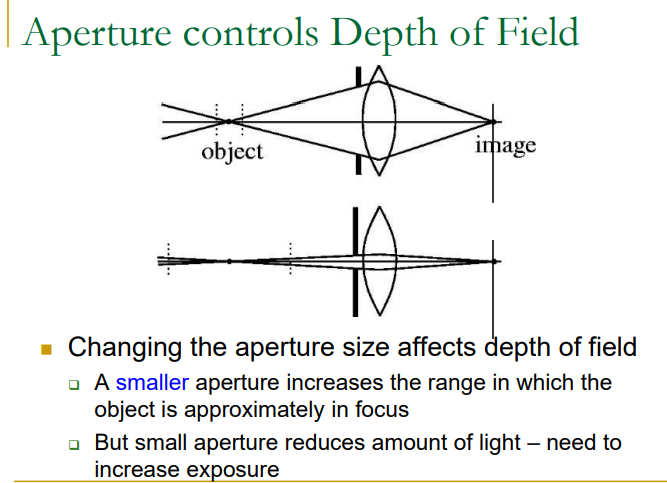 Aperture controls Depth of Field
object
image
Changing the aperture size affects depth of field
A smaller aperture increases the range in which the
object is approximately in focus
But small aperture reduces amount of light – need to
increase exposure